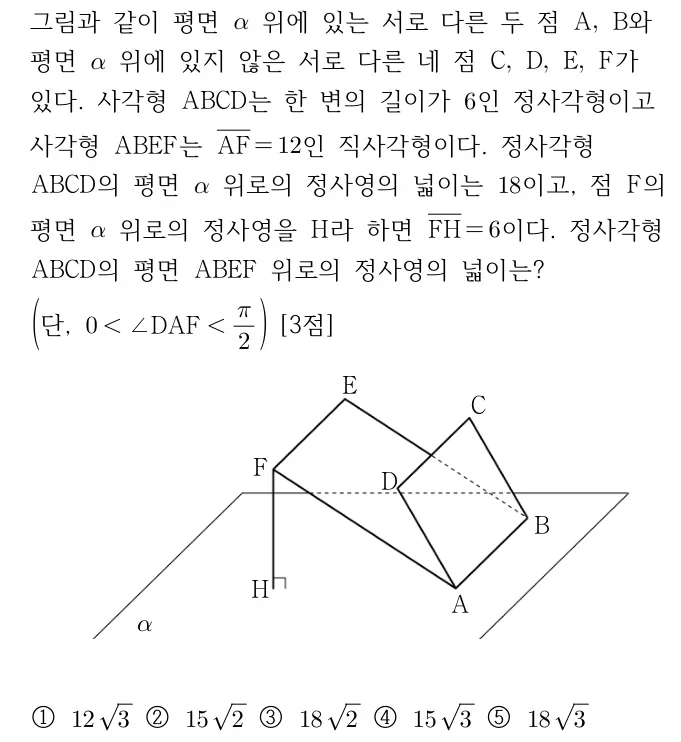 그림과 같이 평면 α 위에 있는 서로 다른 두 점 A, B와
평면 α 위에 있지 않은 서로 다른 네 점 C, D, E, F가
있다. 사각형 ABCD는 한 변의 길이가 6인 정사각형이고
사각형 ABEF는 \overline{AF}=12인 직사각형이다. 정사각형
ABCD의 평면 α 위로의 정사영의 넓이는 18이고, 점 F의
평면 α 위로의 정사영을 H라 하면 \overline{FH}=6이다. 정사각형
ABCD의 평면 ABEF 위로의 정사영의 넓이는?
(단, 0<∠DAF<π/2) [3점]
E
C
F
D
B
H
A
α
① 12√3 ② 15√2 ③ 18√2 ④ 15√3 ⑤ 18√3